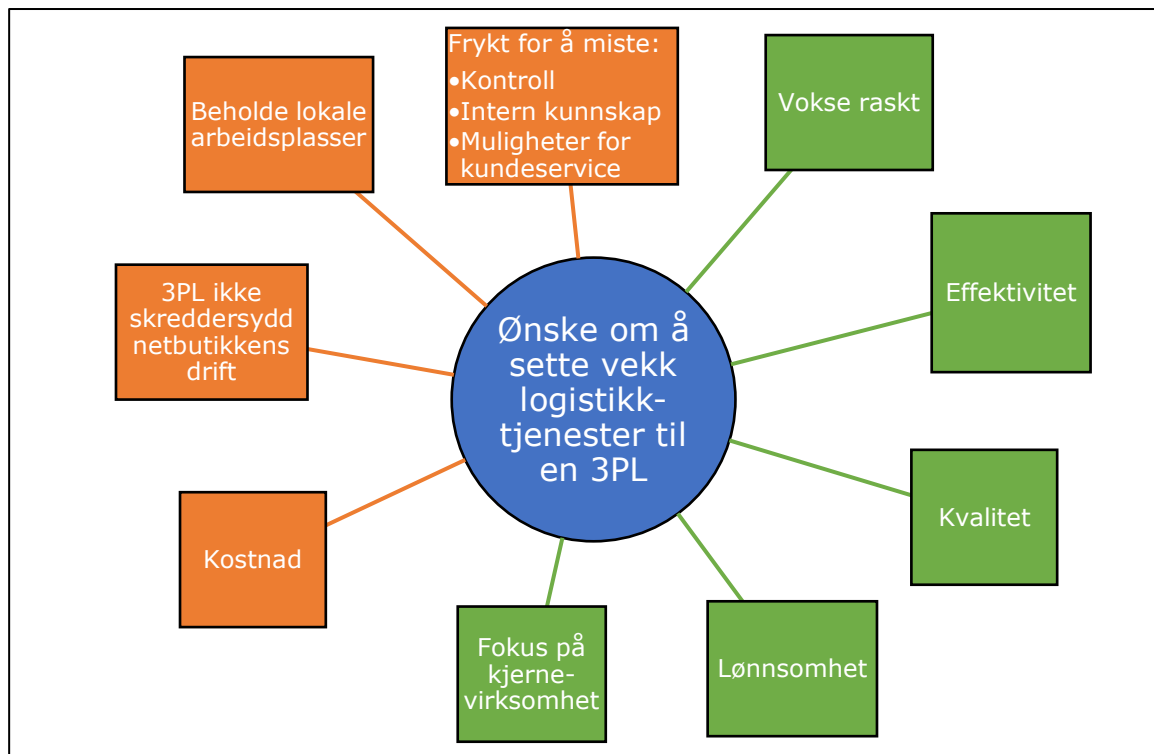 Frykt for å miste:
•Kontroll
•Intern kunnskap
•Muligheter for
kundeservice
Vokse raskt
Beholde lokale
arbeidsplasser
Effektivitet
3PL ikke
skreddersydd
netbutikkens
drift
Ønske om å
sette vekk
logistikk-
tjenester til
en 3PL
Kvalitet
Kostnad
Fokus på
kjerne-
virksomhet
Lønnsomhet